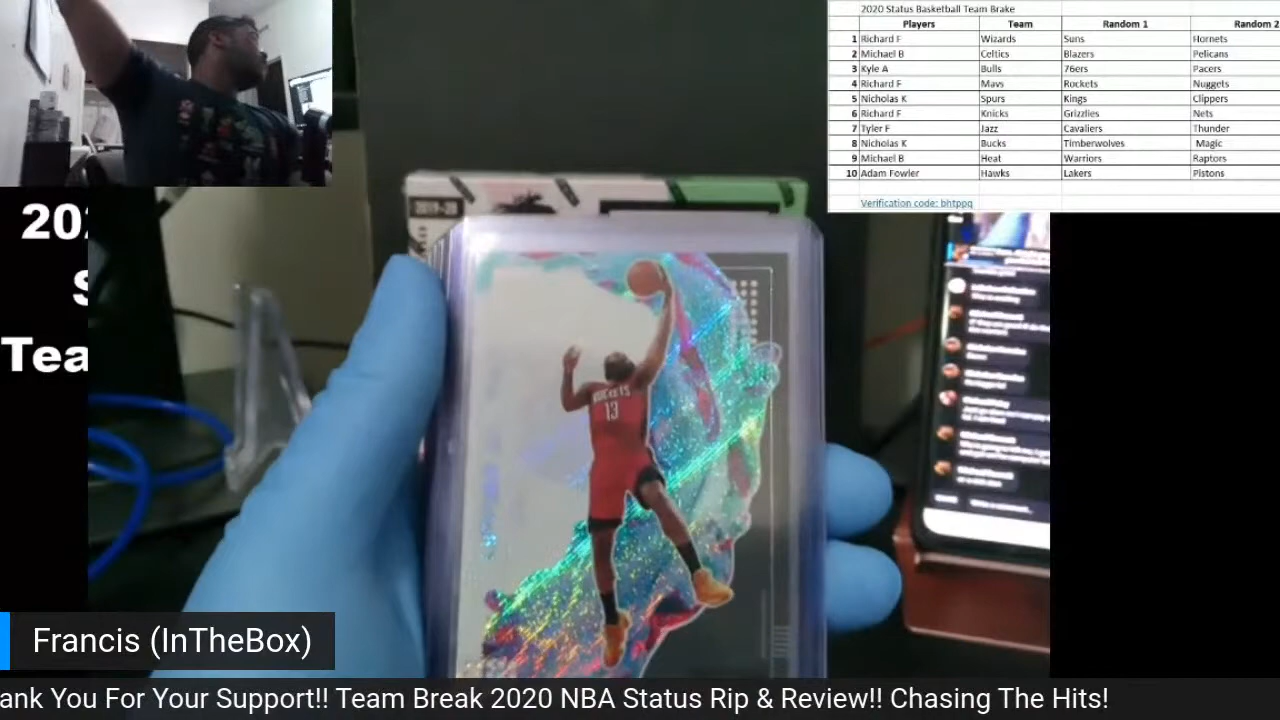 2020 Status Basketball Team Brake
Players Team Random 1 Random 2
1 Richard F Wizards Suns Hornets
2 Michael B Celtics Blazers Pelicans
3 Kyle A Bulls 76ers Pacers
4 Richard F Mavs Rockets Nuggets
5 Nicholas K Spurs Kings Clippers
6 Richard F Knicks Grizzlies Nets
7 Tyler F Jazz Cavaliers Thunder
8 Nicholas K Bucks Timberwolves Magic
9 Michael B Heat Warriors Raptors
10 Adam Fowler Hawks Lakers Pistons
Verification code: bhtppq
202
S
Tea
2019-20
ROCKETS
13
Francis (InTheBox)
ank You For Your Support!! Team Break 2020 NBA Status Rip & Review!! Chasing The Hits!